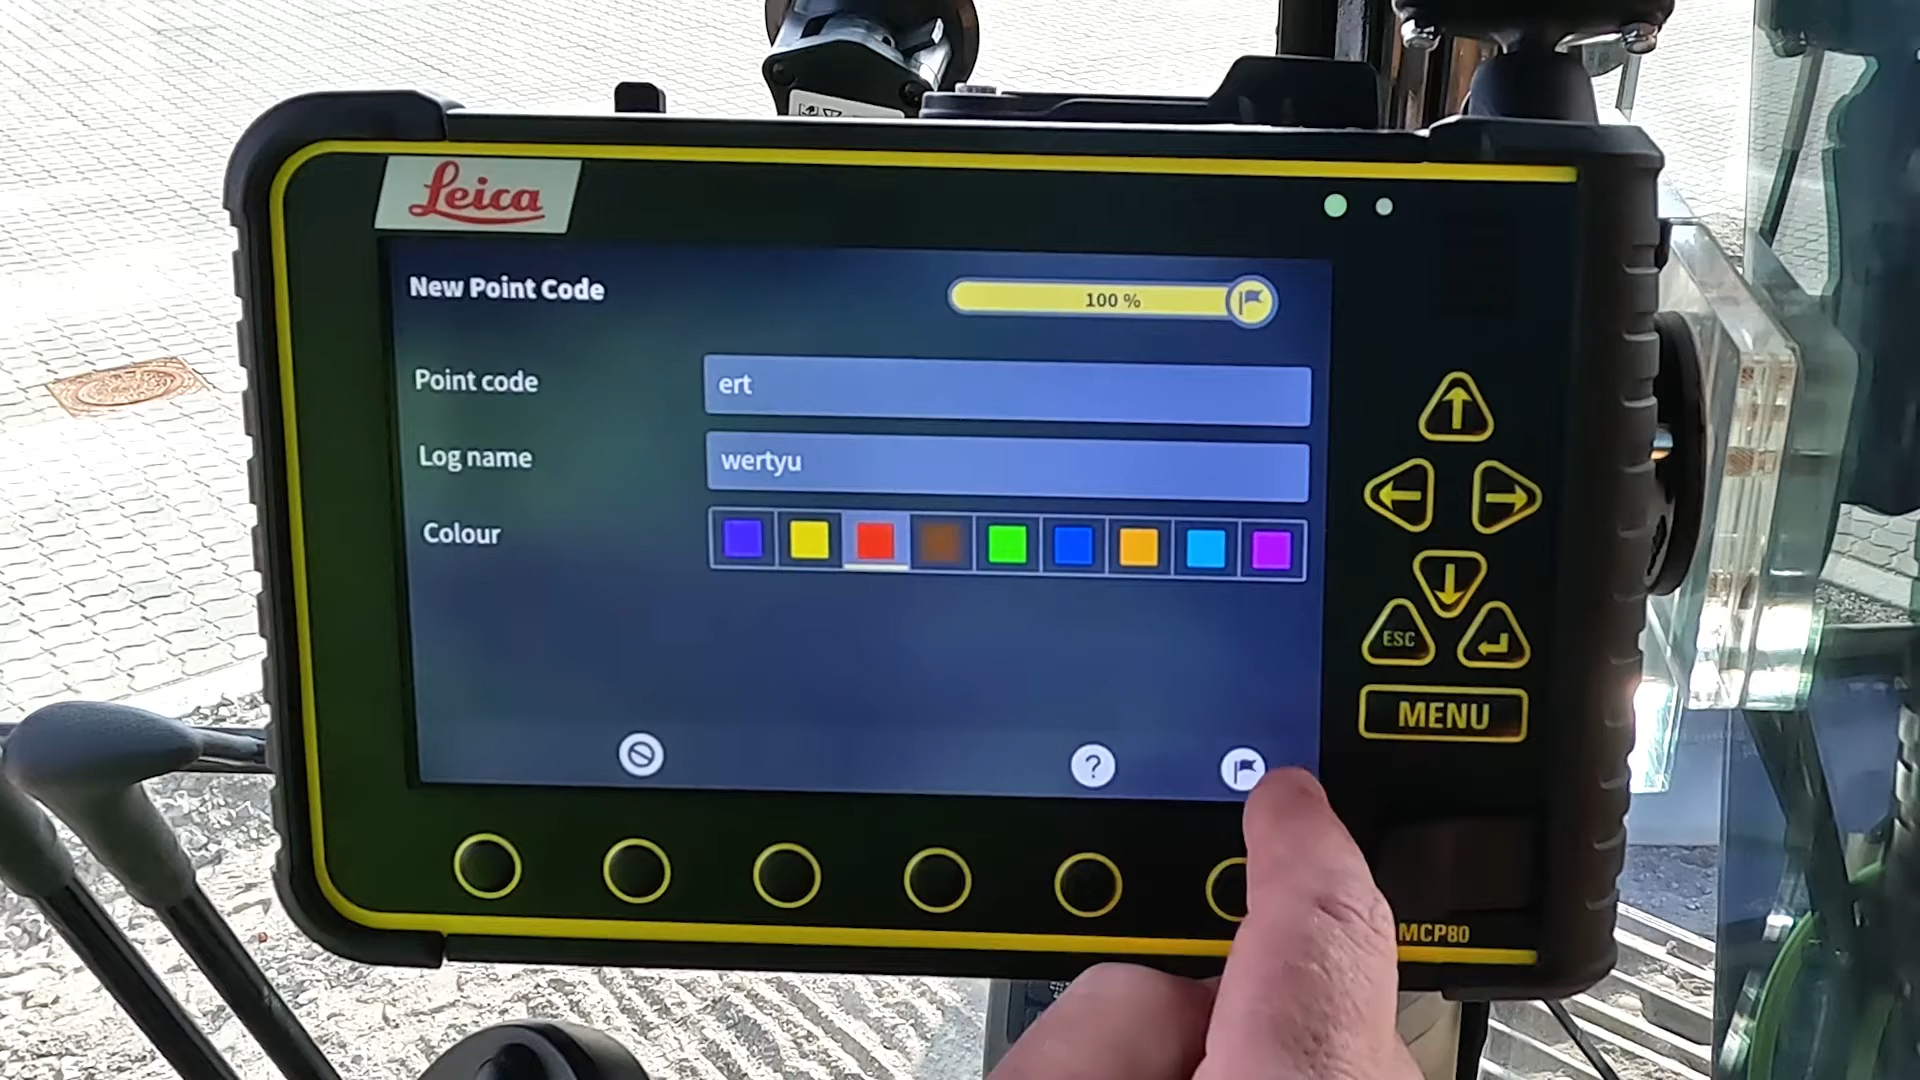 Leica
New Point Code
100 %
Point code
ert
Log name
wertyu
Colour
?
ESC
MENU
MCP80